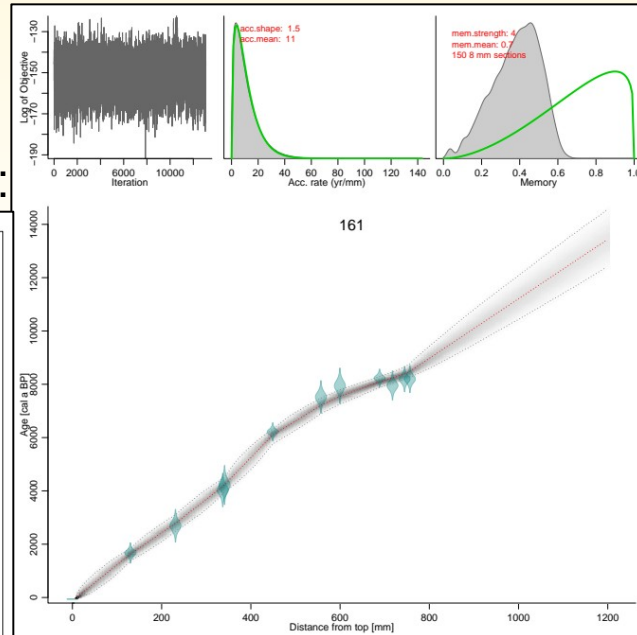 −130
−150
−170
−190
Log of Objective
0 2000 6000 10000
Iteration
acc.shape: 1.5
acc.mean: 11
0 20 40 60 80 100 120 140
Acc. rate (yr/mm)
mem.strength: 4
mem.mean: 0.7
150 8 mm sections
0.0 0.2 0.4 0.6 0.8 1.0
Memory
:
:
161
14000
12000
10000
8000
6000
4000
2000
0
Age [cal a BP]
0 200 400 600 800 1000 1200
Distance from top [mm]